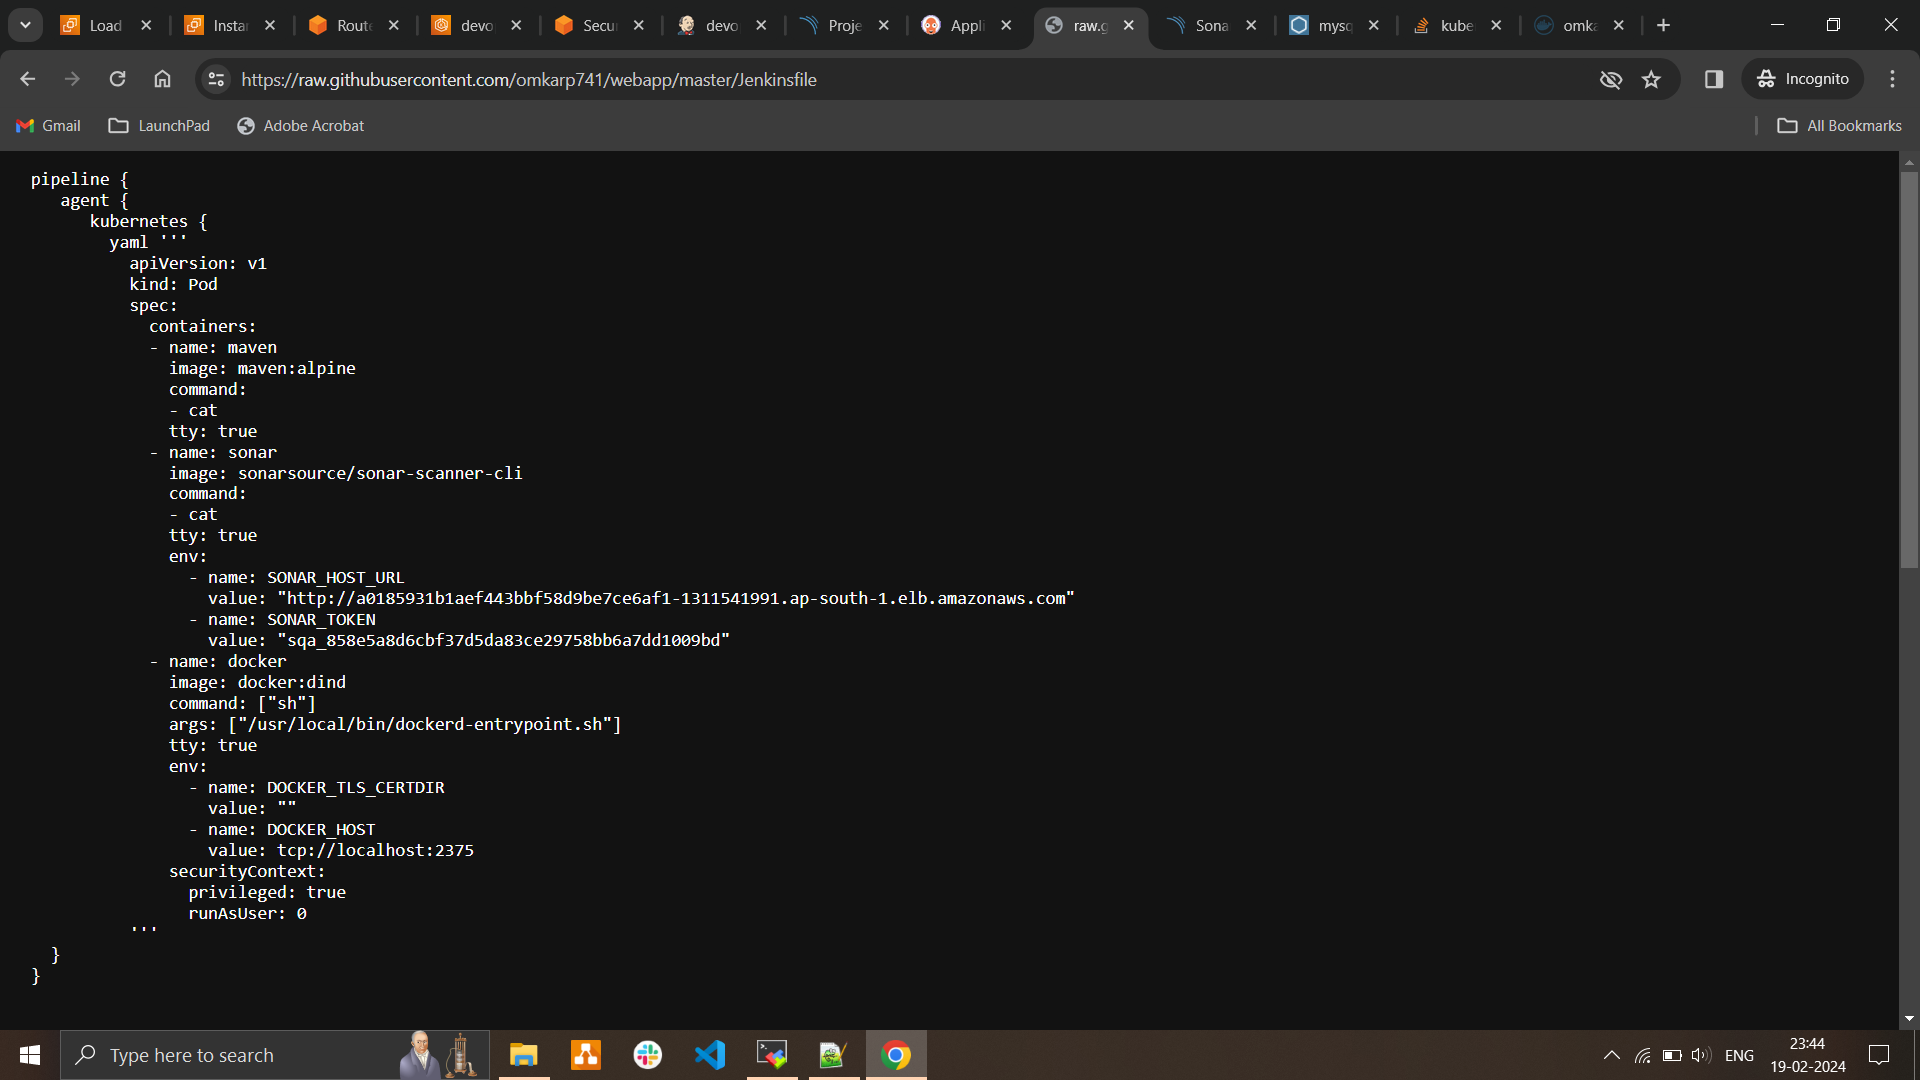 Load
Insta
Route
devo
Secu
devo
Proje
Appli
raw.g
Sona
mysq
kube
omka
https://raw.githubusercontent.com/omkarp741/webapp/master/Jenkinsfile
Incognito
Gmail
LaunchPad
Adobe Acrobat
All Bookmarks
pipeline {
agent {
kubernetes {
yaml '''
apiVersion: v1
kind: Pod
spec:
containers:
- name: maven
image: maven:alpine
command:
- cat
tty: true
- name: sonar
image: sonarsource/sonar-scanner-cli
command:
- cat
tty: true
env:
- name: SONAR_HOST_URL
value: "http://a0185931b1aef443bbf58d9be7ce6af1-1311541991.ap-south-1.elb.amazonaws.com"
- name: SONAR_TOKEN
value: "sqa_858e5a8d6cbf37d5da83ce29758bb6a7dd1009bd"
- name: docker
image: docker:dind
command: ["sh"]
args: ["/usr/local/bin/dockerd-entrypoint.sh"]
tty: true
env:
- name: DOCKER_TLS_CERTDIR
value: ""
- name: DOCKER_HOST
value: tcp://localhost:2375
securityContext:
privileged: true
runAsUser: 0
'''
}
}
Type here to search
ENG
23:44
19-02-2024